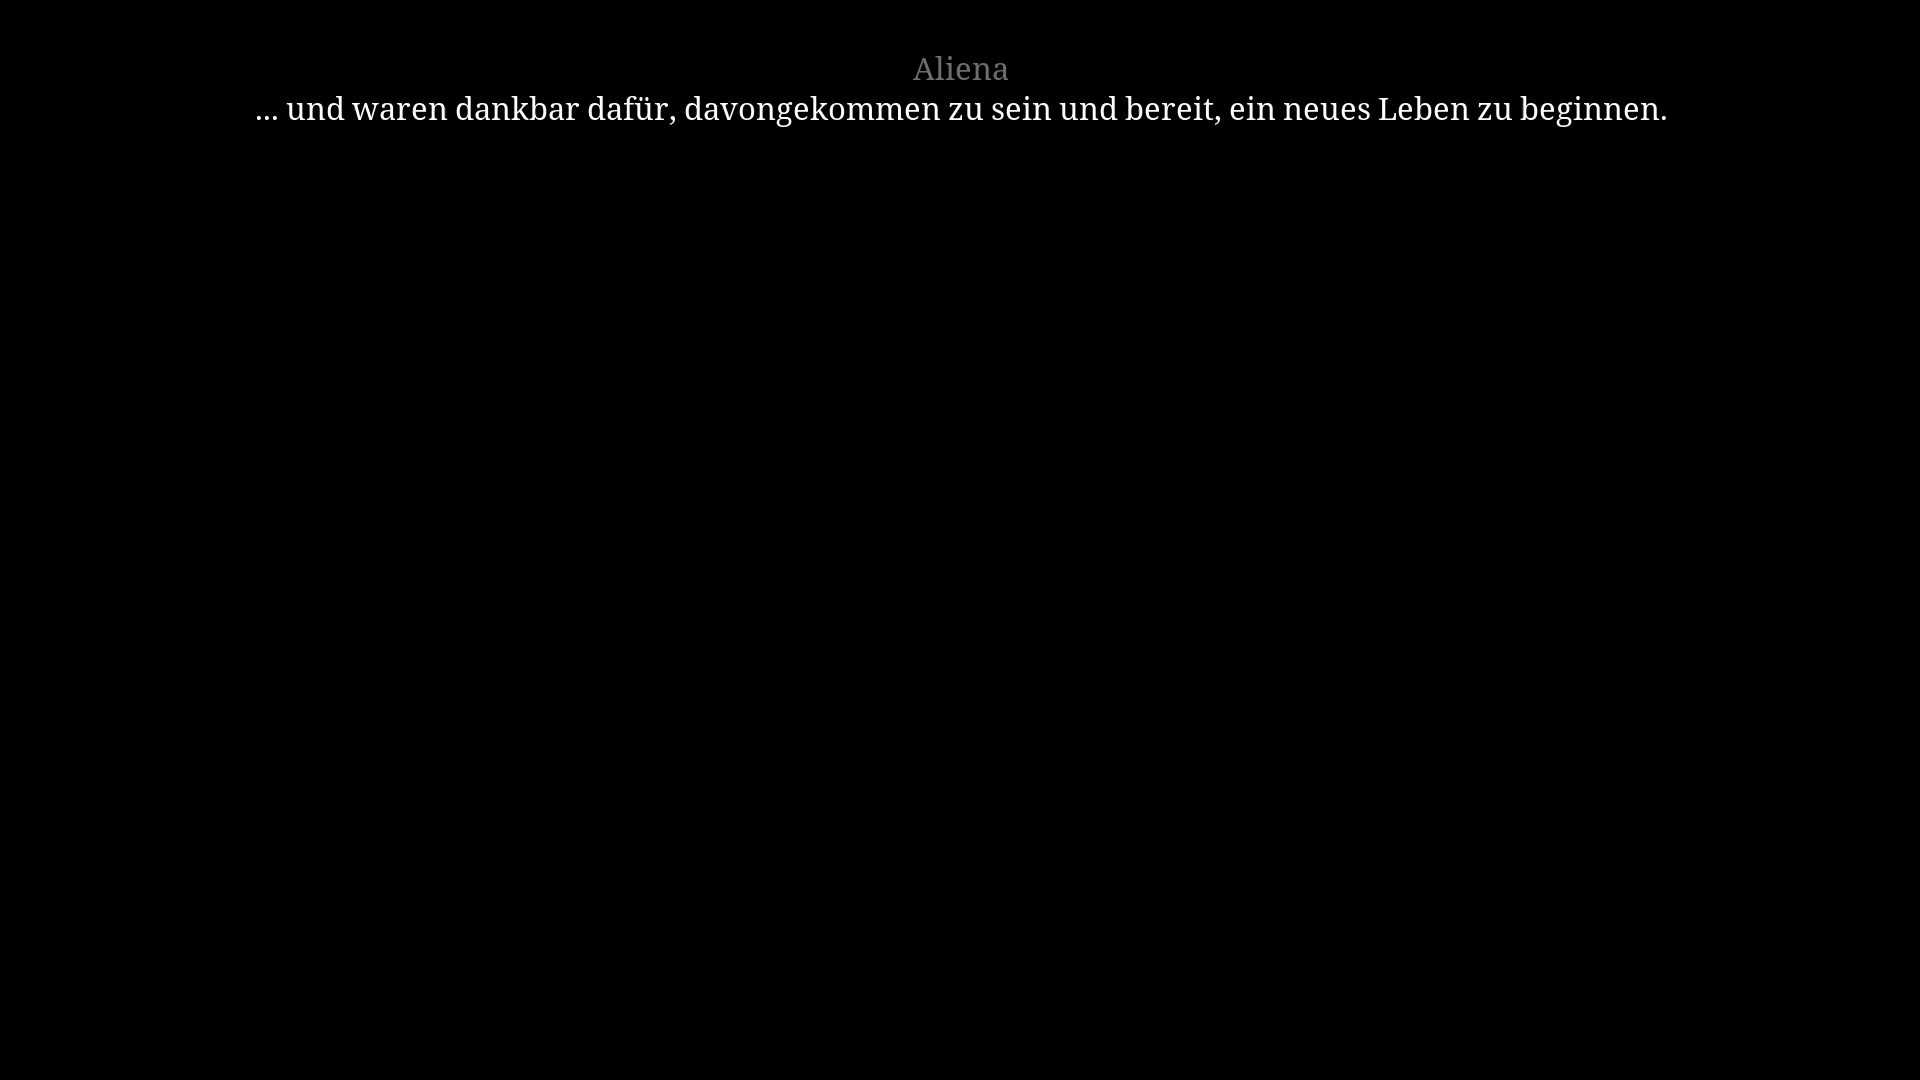 Aliena
... und waren dankbar dafür, davongekommen zu sein und bereit, ein neues Leben zu beginnen.